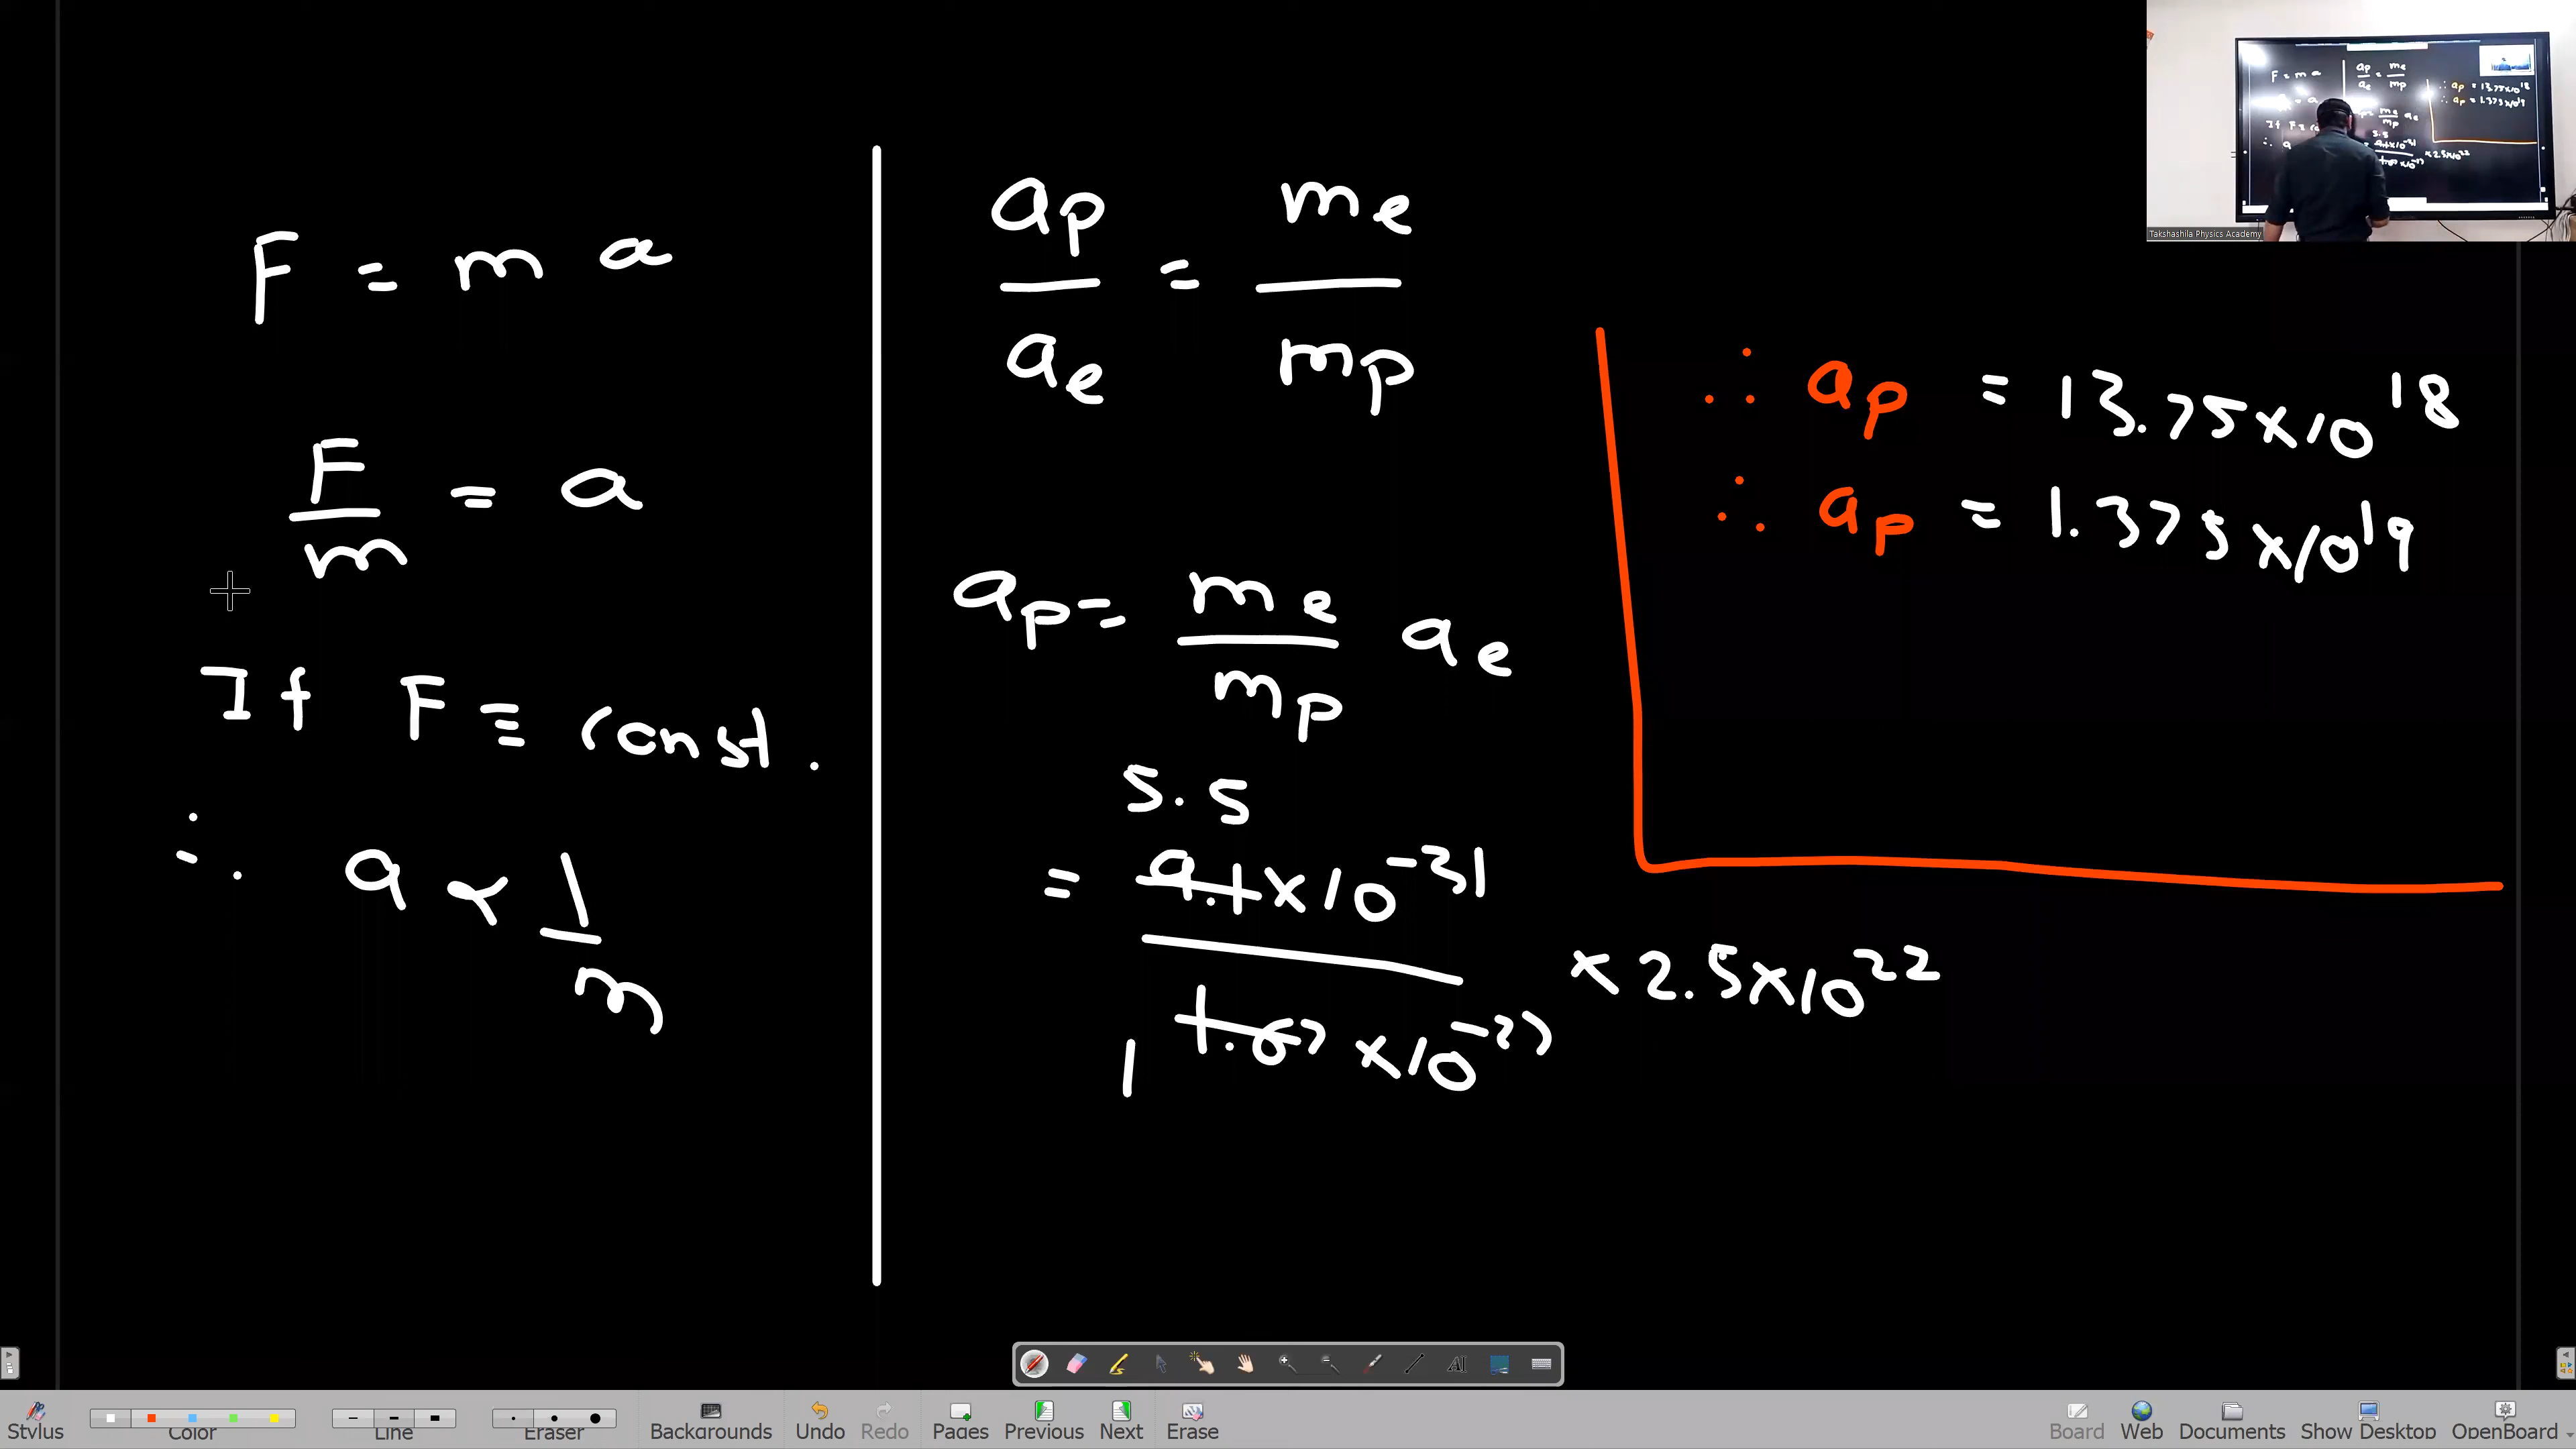 F = m a
F/m = a
If F ≡ const.
∴ a ∝ 1/m
ap/ae = me/mp
ap = me/mp ae
5.5
= 9.1×10^-31 / 1.67×10^-27 × 2.5×10^22
1
∴ ap = 13.75×10^18
∴ ap = 1.375×10^19
Takshashila Physics Academy
Stylus Color Line Eraser Backgrounds Undo Redo Pages Previous Next Erase Board Web Documents Show Desktop OpenBoard